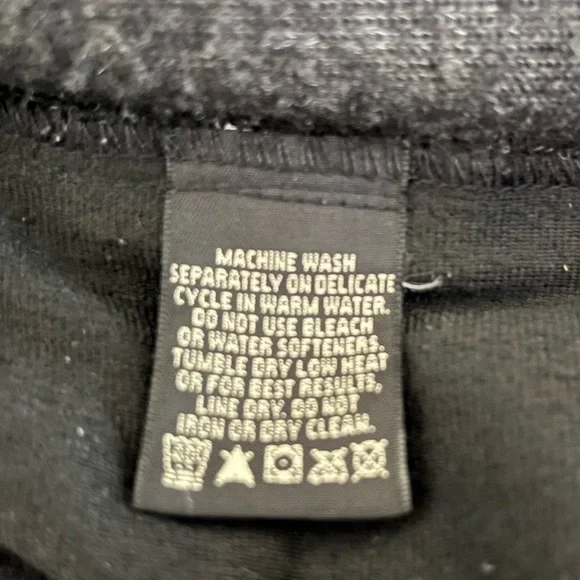 MACHINE WASH
SEPARATELY ON DELICATE
CYCLE IN WARM WATER.
DO NOT USE BLEACH
OR WATER SOFTENERS.
TUMBLE DRY LOW HEAT
OR FOR BEST RESULTS,
LINE DRY. DO NOT
IRON OR DRY CLEAN.